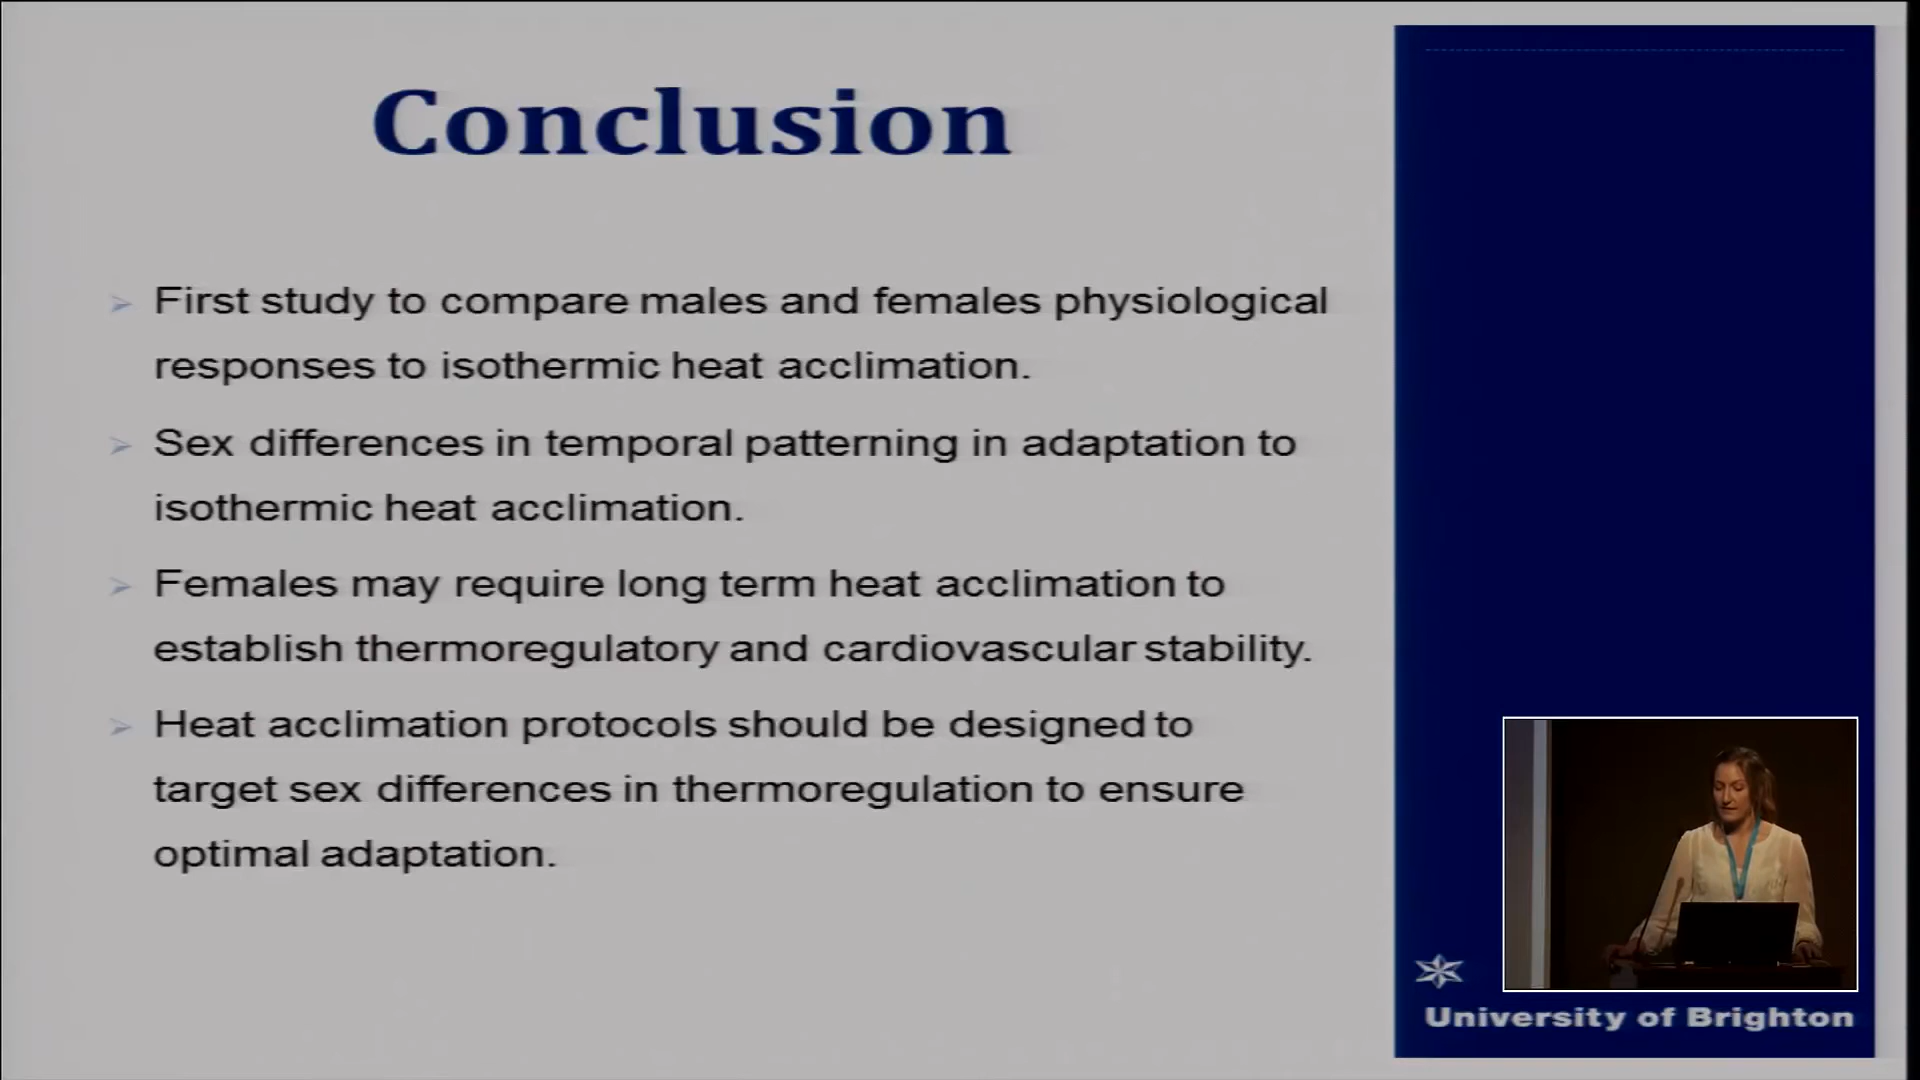 Conclusion
First study to compare males and females physiological
responses to isothermic heat acclimation.
Sex differences in temporal patterning in adaptation to
isothermic heat acclimation.
Females may require long term heat acclimation to
establish thermoregulatory and cardiovascular stability.
Heat acclimation protocols should be designed to
target sex differences in thermoregulation to ensure
optimal adaptation.
University of Brighton